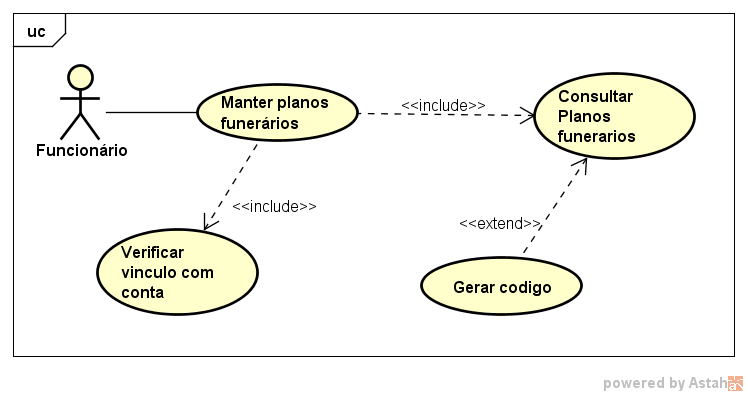 uc
Manter planos
funerários
<<include>>
Consultar
Planos
funerarios
Funcionário
<<include>>
<<extend>>
Verificar
vinculo com
conta
Gerar codigo
powered by Astah